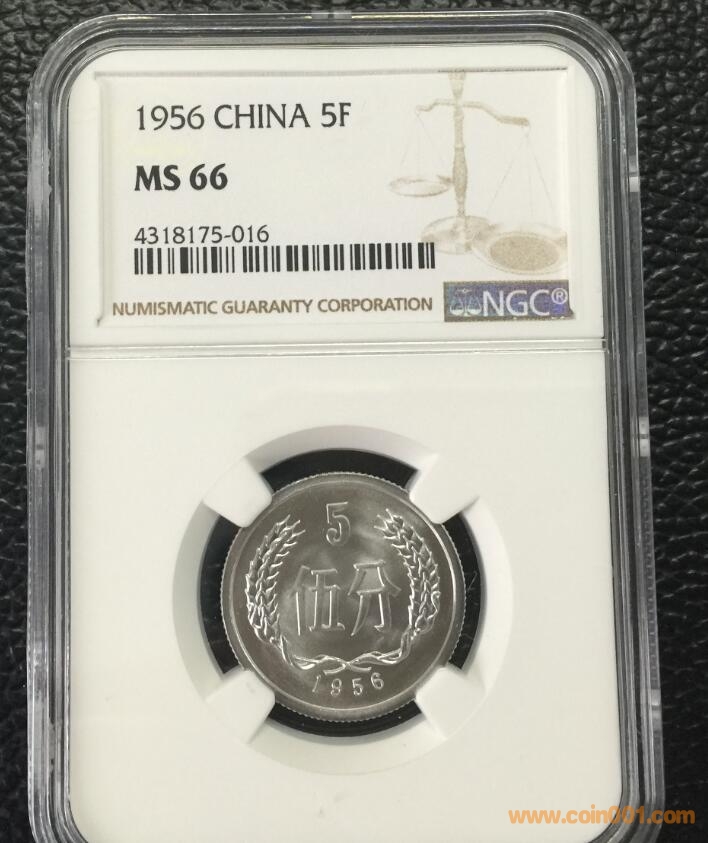 1956 CHINA 5F
MS 66
4318175-016
NUMISMATIC GUARANTY CORPORATION
NGC®
5
伍分
1956
www.coin001.com